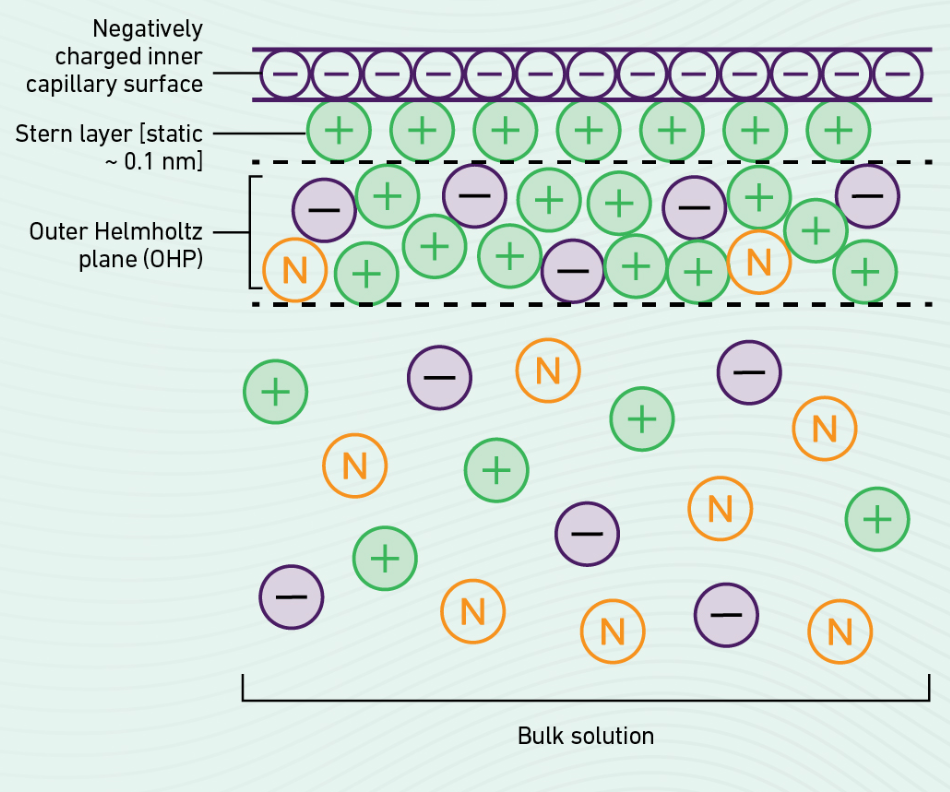 Negatively
charged inner
capillary surface
− − − − − − − − − − − − −
Stern layer [static
~ 0.1 nm]
+ + + + + + +
Outer Helmholtz
plane (OHP)
− + − + + − + −
+ +
N + + − + + N +
+ − N + − N
N + N +
+ −
− N N − N
Bulk solution